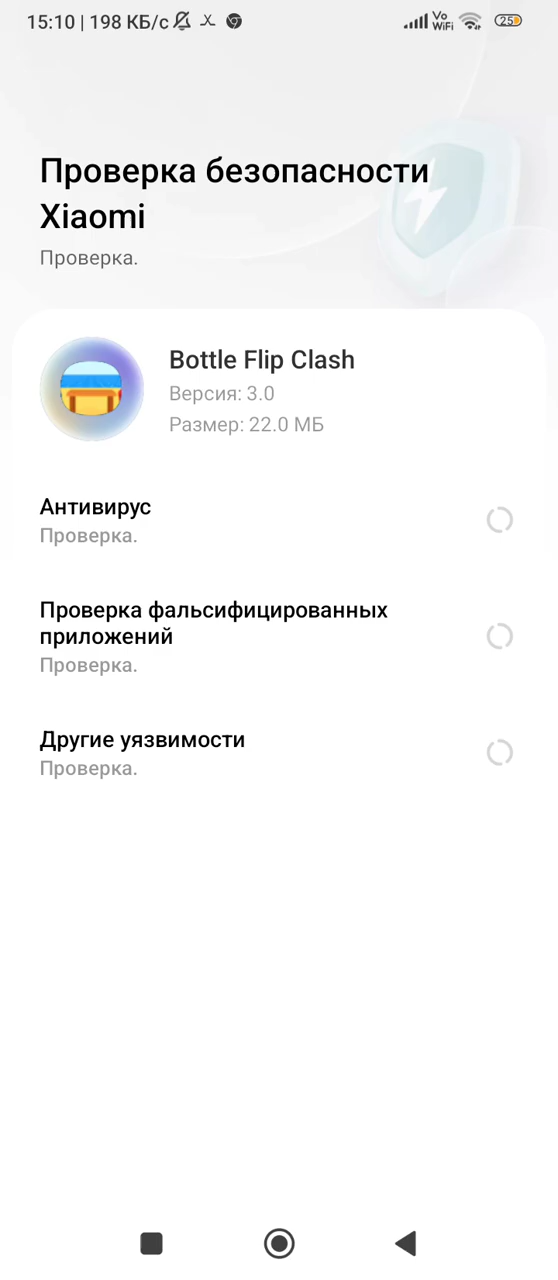 15:10 | 198 КБ/с
Vo
WiFi
25
Проверка безопасности
Xiaomi
Проверка.
Bottle Flip Clash
Версия: 3.0
Размер: 22.0 МБ
Антивирус
Проверка.
Проверка фальсифицированных
приложений
Проверка.
Другие уязвимости
Проверка.